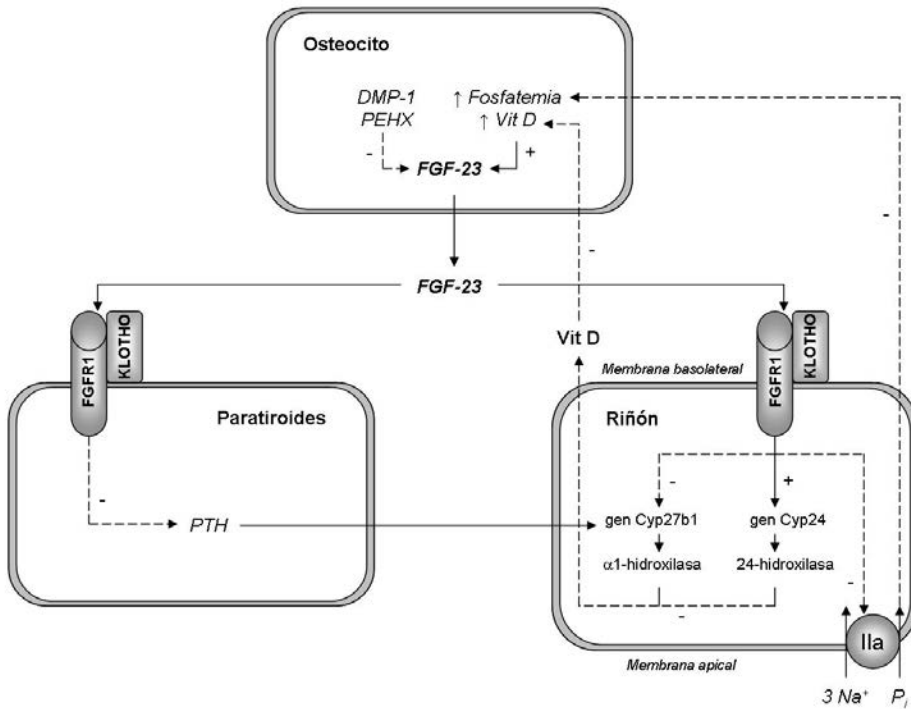 Osteocito
DMP-1
PEHX
↑ Fosfatemia
↑ Vit D
-
+
FGF-23
-
-
FGF-23
FGFR1
KLOTHO
Vit D
Membrana basolateral
FGFR1
KLOTHO
Paratiroides
Riñón
-
PTH
-
+
gen Cyp27b1
gen Cyp24
α1-hidroxilasa
24-hidroxilasa
-
-
IIa
Membrana apical
3 Na⁺
Pi